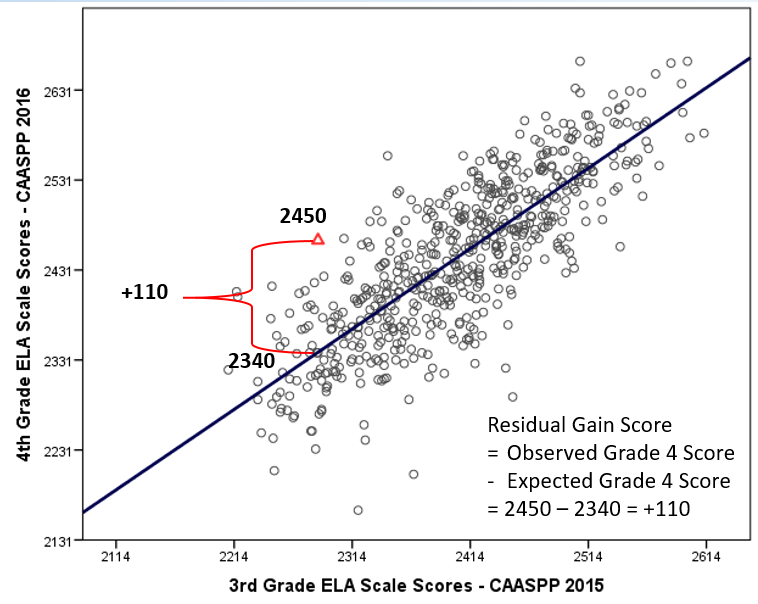 4th Grade ELA Scale Scores - CAASPP 2016
2631
2531
2431
2331
2231
2131
2450
+110
2340
Residual Gain Score
= Observed Grade 4 Score
- Expected Grade 4 Score
= 2450 – 2340 = +110
2114
2214
2314
2414
2514
2614
3rd Grade ELA Scale Scores - CAASPP 2015